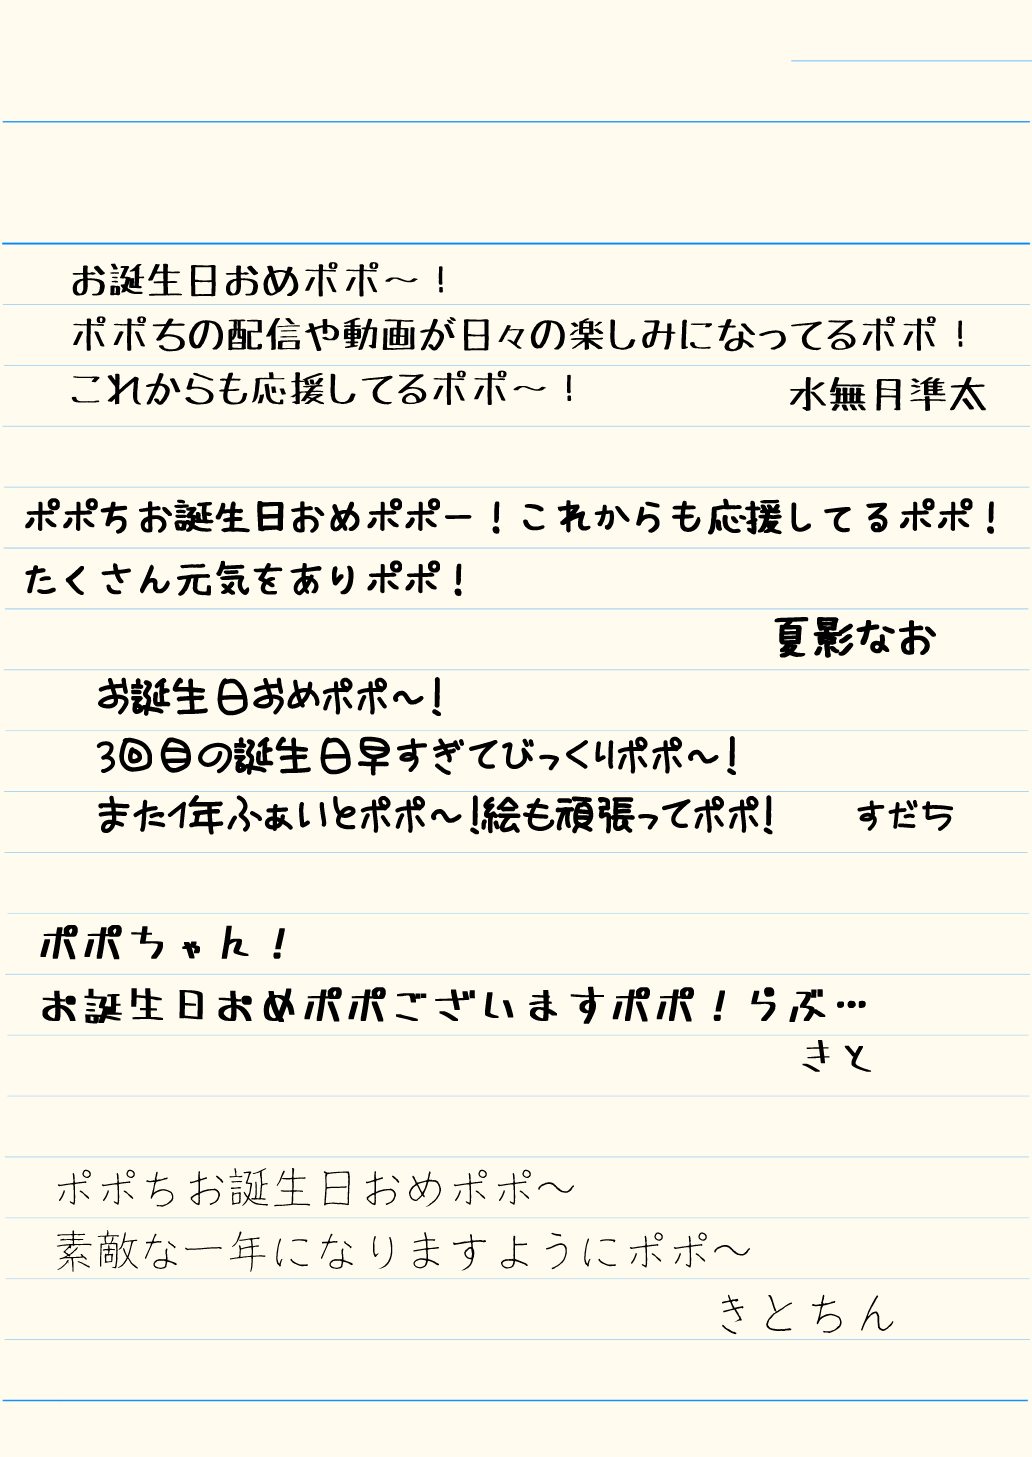 お誕生日おめポポ〜！
ポポちの配信や動画が日々の楽しみになってるポポ！
これからも応援してるポポ〜！
水無月準太
ポポちお誕生日おめポポー！これからも応援してるポポ！
たくさん元気をありポポ！
夏影なお
お誕生日おめポポ〜！
3回目の誕生日早すぎてびっくりポポ〜！
また1年ふぁいとポポ〜！絵も頑張ってポポ！
すだち
ポポちゃん！
お誕生日おめポポございますポポ！らぶ…
きと
ポポちお誕生日おめポポ〜
素敵な一年になりますようにポポ〜
きとちん